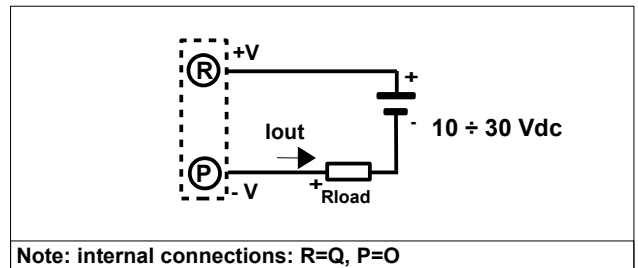 +V
R
+
Iout
- 10 ÷ 30 Vdc
P
- V
+
Rload
Note: internal connections: R=Q, P=O